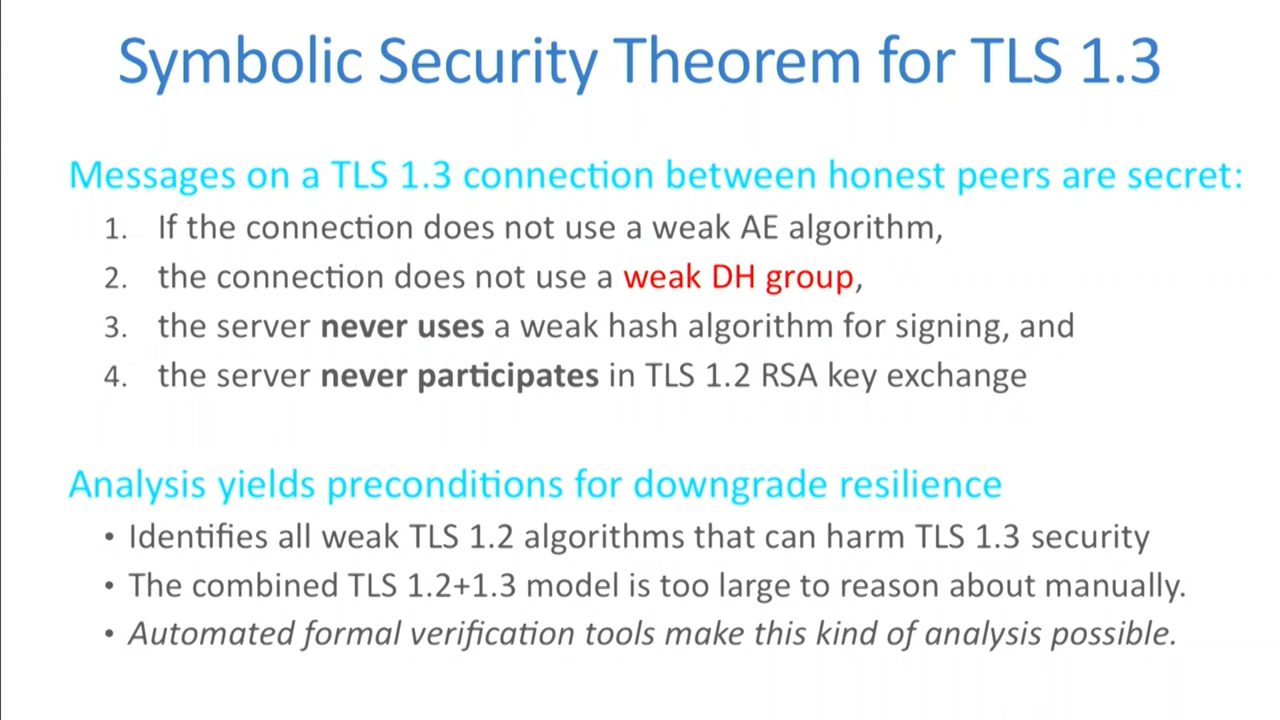 Symbolic Security Theorem for TLS 1.3
Messages on a TLS 1.3 connection between honest peers are secret:
1. If the connection does not use a weak AE algorithm,
2. the connection does not use a weak DH group,
3. the server never uses a weak hash algorithm for signing, and
4. the server never participates in TLS 1.2 RSA key exchange
Analysis yields preconditions for downgrade resilience
• Identifies all weak TLS 1.2 algorithms that can harm TLS 1.3 security
• The combined TLS 1.2+1.3 model is too large to reason about manually.
• Automated formal verification tools make this kind of analysis possible.